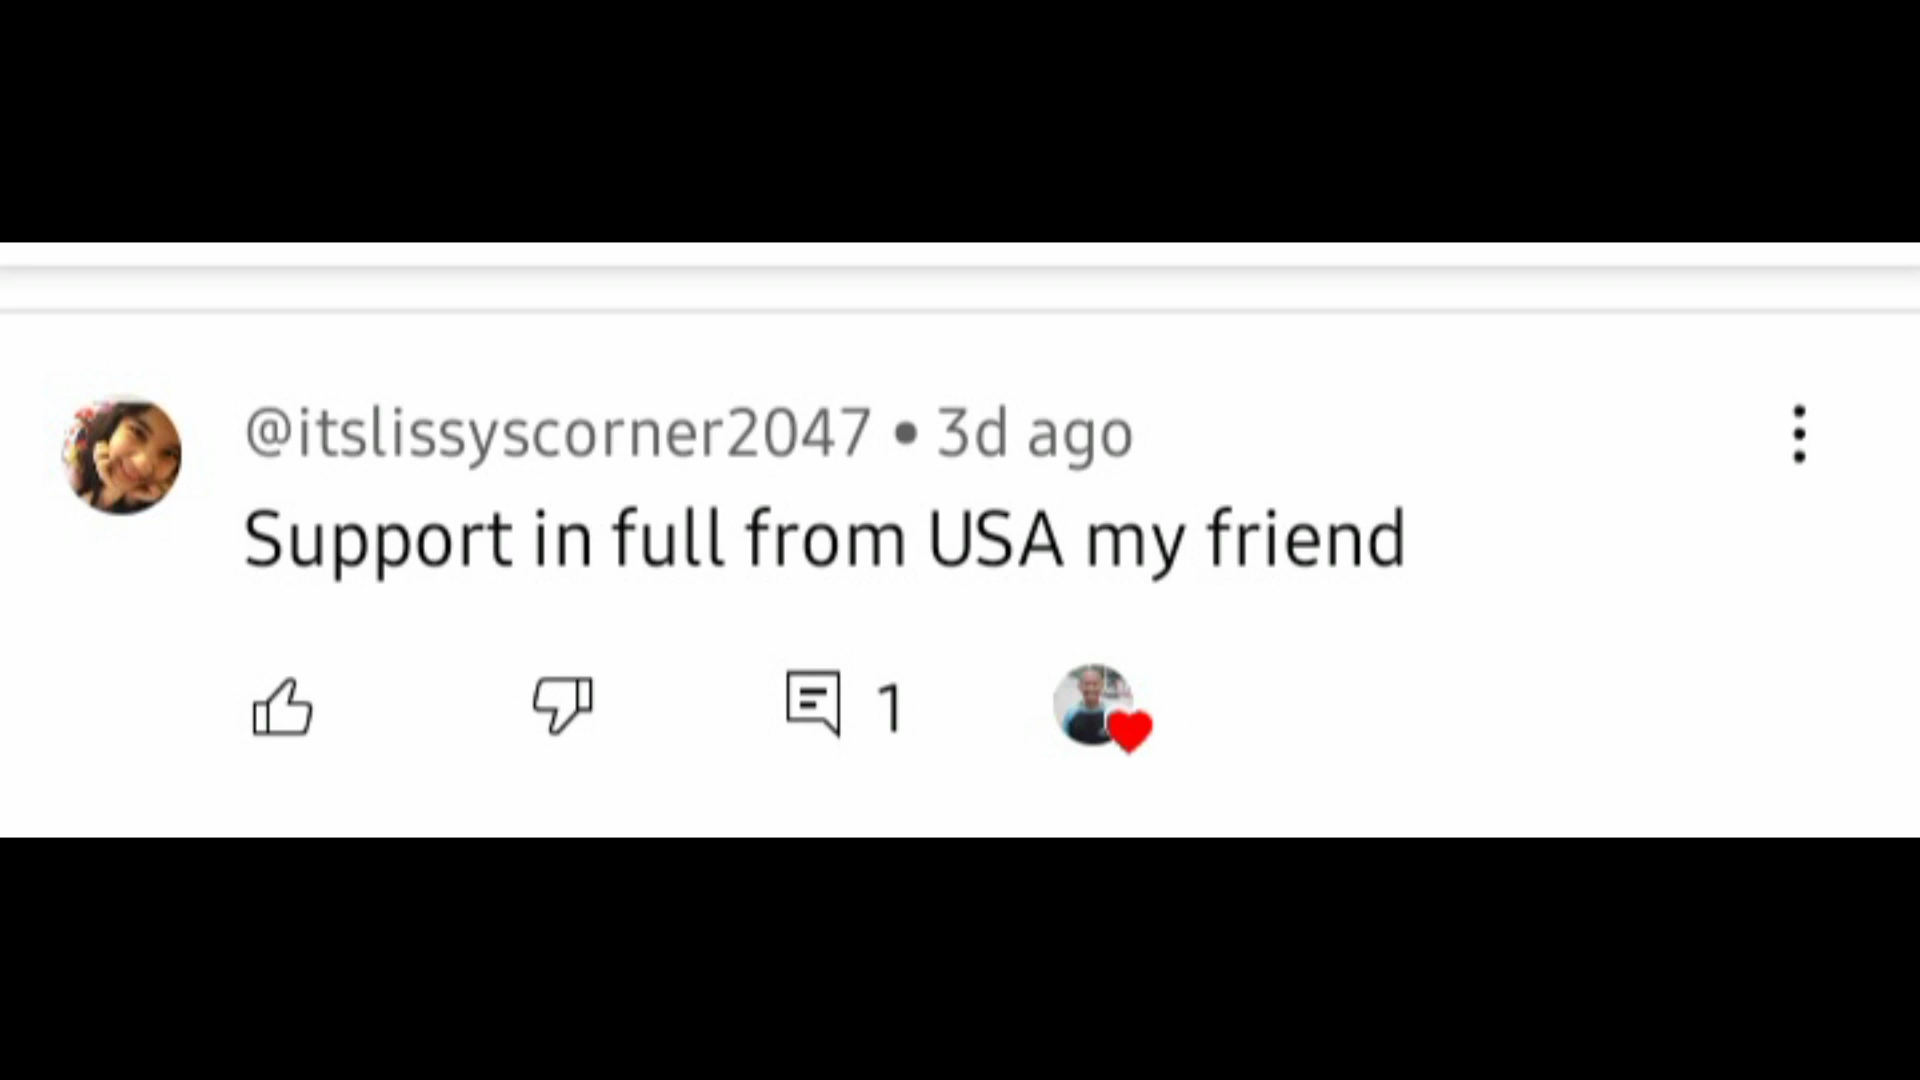 @itslissyscorner2047 • 3d ago
Support in full from USA my friend
1